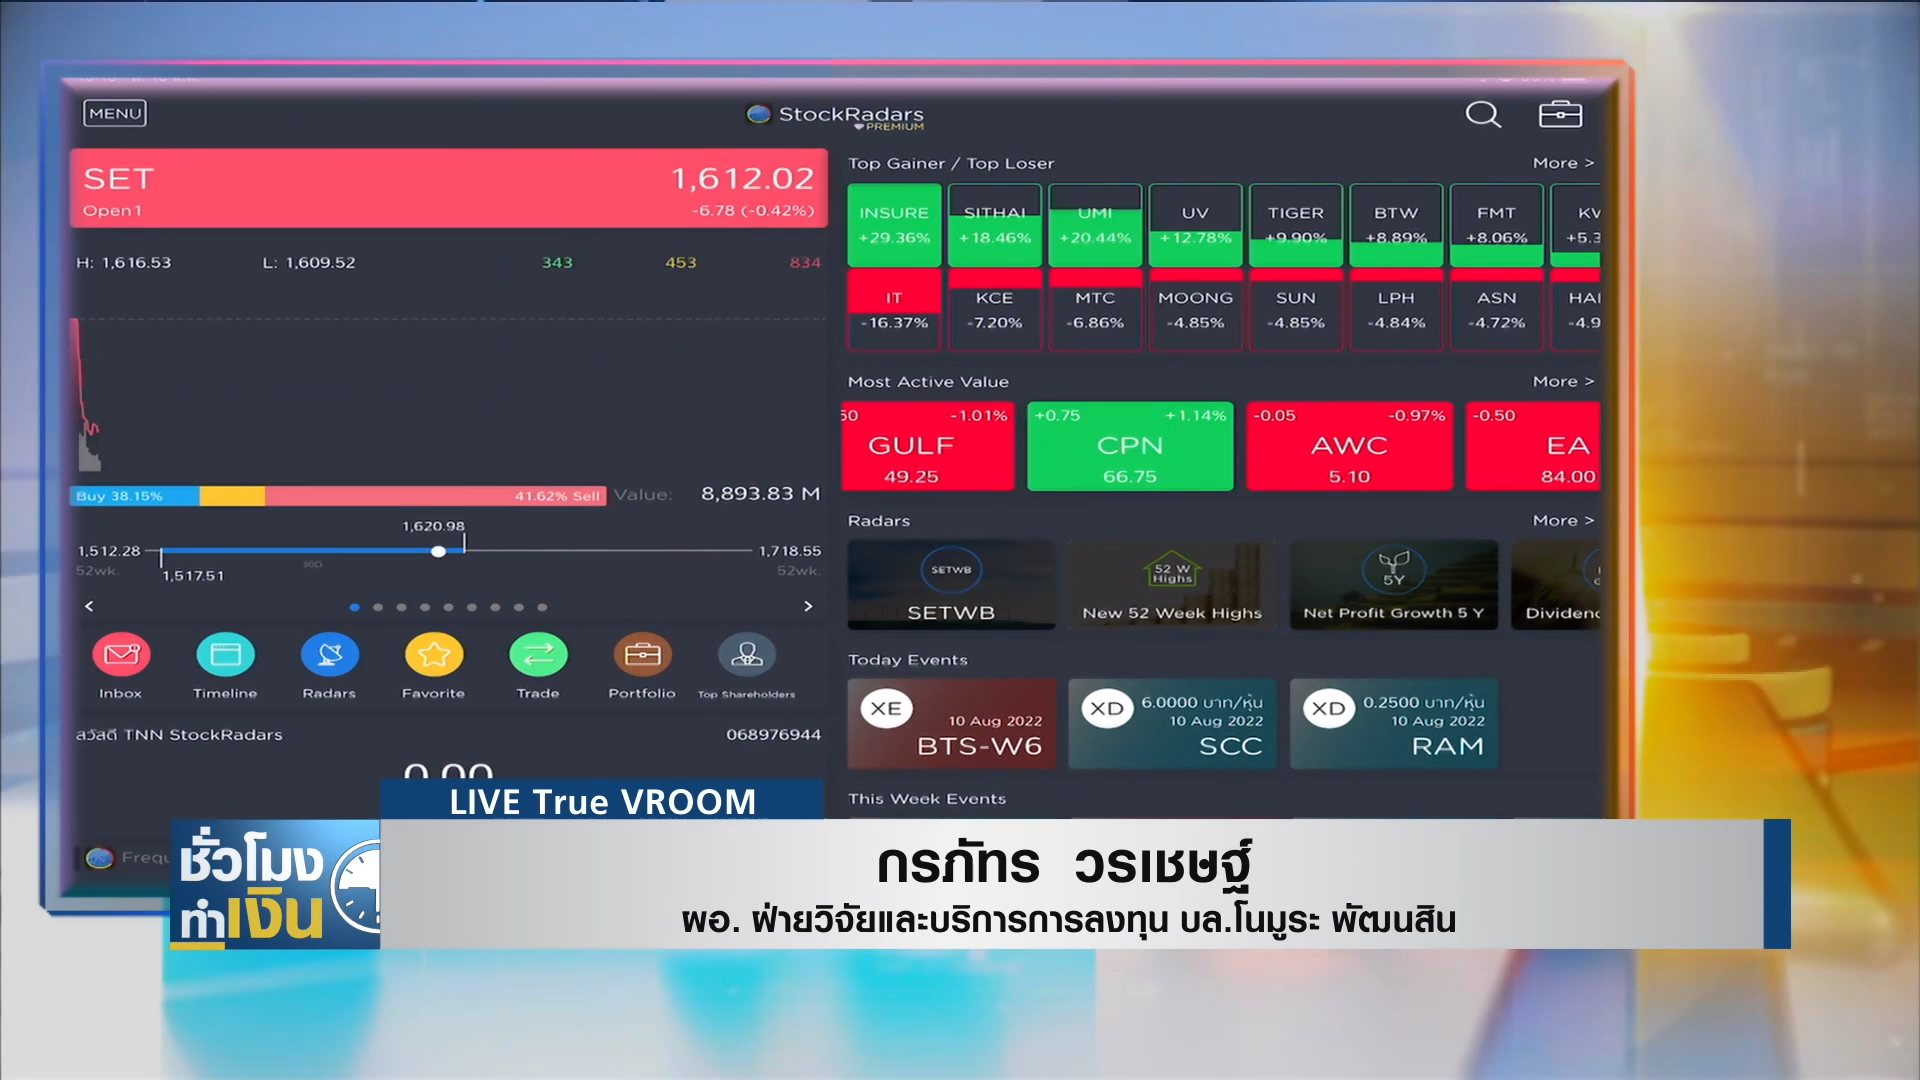 MENU
StockRadars
PREMIUM
SET
1,612.02
Open1
-6.78 (-0.42%)
H: 1,616.53
L: 1,609.52
343
453
834
Buy 38.15%
41.62% Sell
Value:
8,893.83 M
1,620.98
1,512.28
1,718.55
52wk.
30D
52wk.
1,517.51
Inbox
Timeline
Radars
Favorite
Trade
Portfolio
Top Shareholders
สวัสดี TNN StockRadars
068976944
0.00
Top Gainer / Top Loser
More >
INSURE
SITHAI
UMI
UV
TIGER
BTW
FMT
+29.36%
+18.46%
+20.44%
+12.78%
+9.90%
+8.89%
+8.06%
+5.3
IT
KCE
MTC
MOONG
SUN
LPH
ASN
-16.37%
-7.20%
-6.86%
-4.85%
-4.85%
-4.84%
-4.72%
-4.9
Most Active Value
More >
-1.01%
GULF
49.25
+0.75
+1.14%
CPN
66.75
-0.05
-0.97%
AWC
5.10
-0.50
EA
84.00
Radars
More >
SETWB
SETWB
52 W
Highs
New 52 Week Highs
5Y
Net Profit Growth 5 Y
Dividend
Today Events
XE
10 Aug 2022
BTS-W6
XD
6.0000 บาท/หุ้น
10 Aug 2022
SCC
XD
0.2500 บาท/หุ้น
10 Aug 2022
RAM
This Week Events
LIVE True VROOM
ชั่วโมง
ทำเงิน
กรภัทร วรเชษฐ์
ผอ. ฝ่ายวิจัยและบริการการลงทุน บล.โนมูระ พัฒนสิน